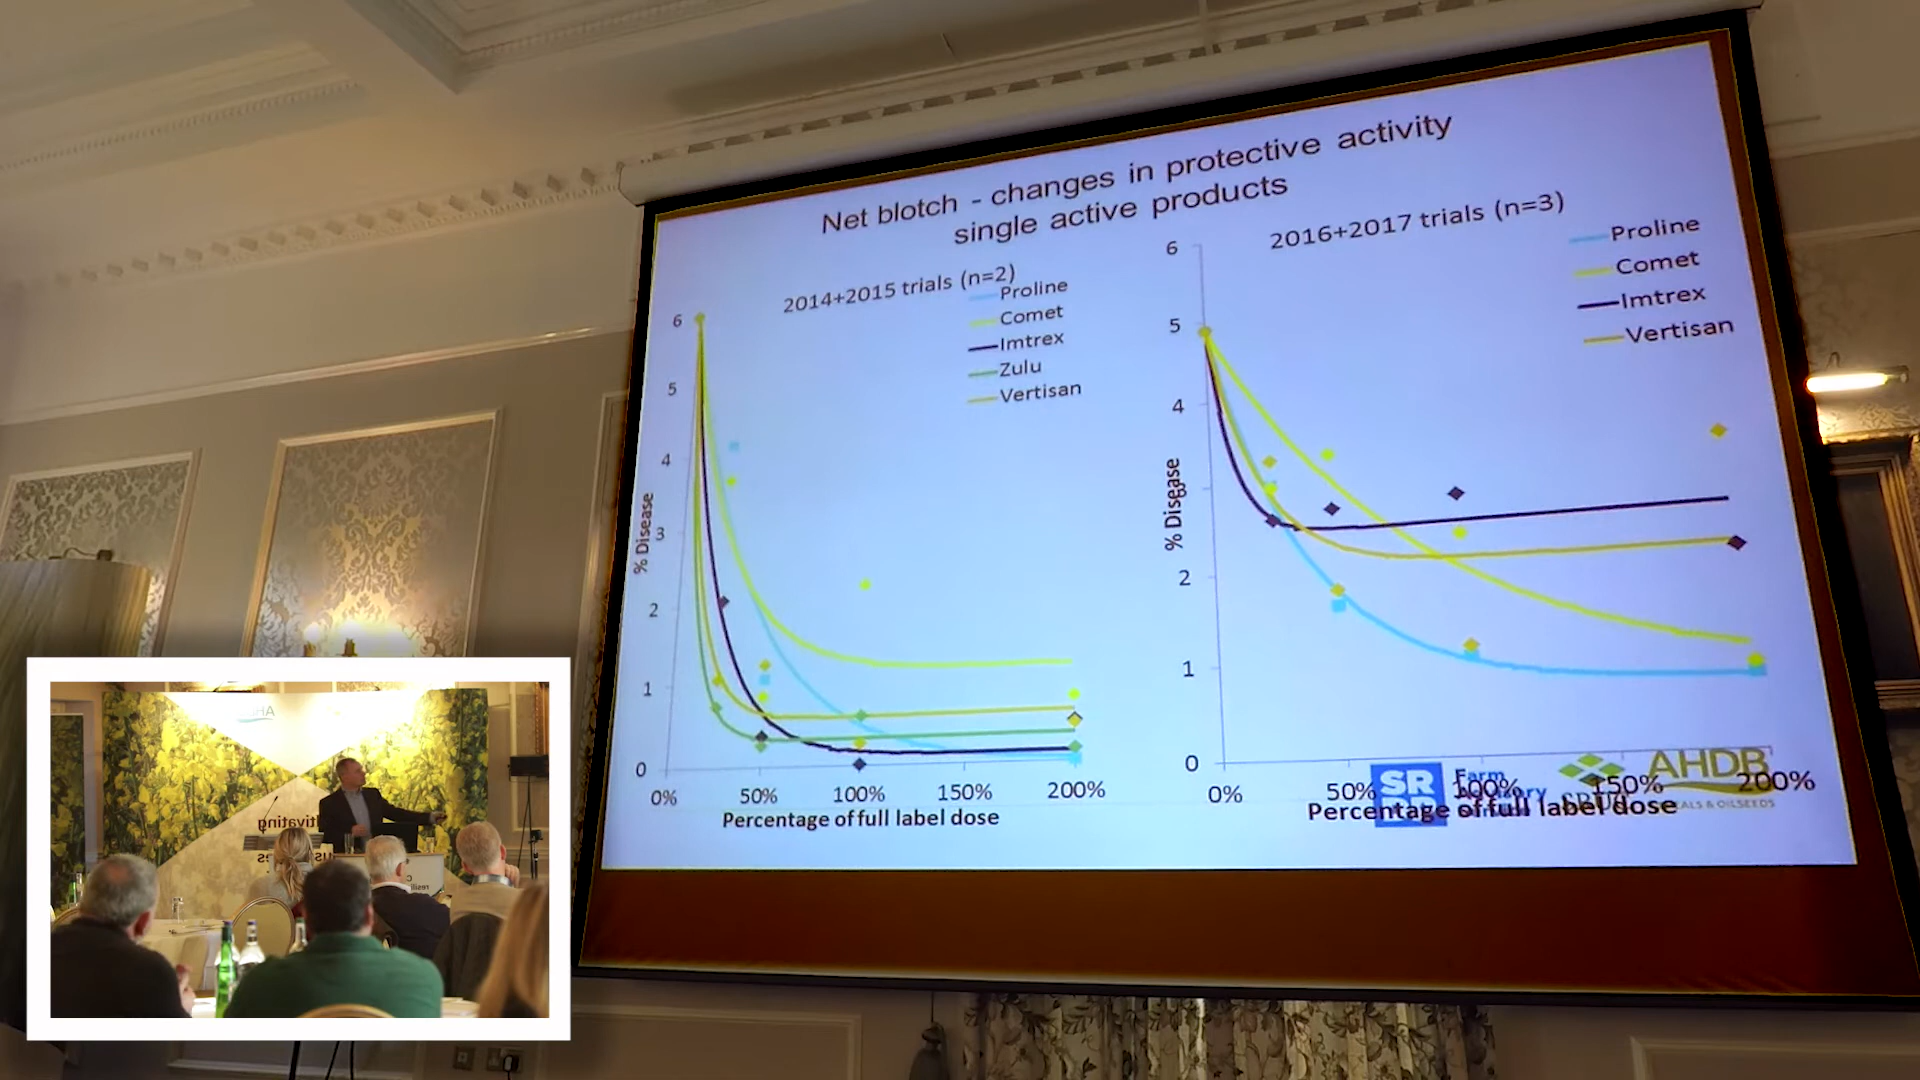 Net blotch - changes in protective activity
single active products
2014+2015 trials (n=2)
Proline
Comet
Imtrex
Zulu
Vertisan
6
5
4
3
2
1
0
% Disease
0% 50% 100% 150% 200%
Percentage of full label dose
2016+2017 trials (n=3)
Proline
Comet
Imtrex
Vertisan
6
5
4
2
1
0
% Disease
0% 50% 100% 150% 200%
Percentage of full label dose
SR
Farm
AHDB